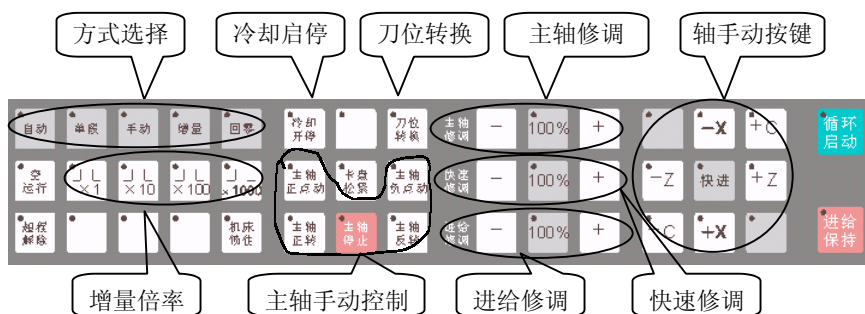 方式选择 冷却启停 刀位转换 主轴修调 轴手动按键
自动 单段 手动 增量 回零 冷却开停 刀位转换 主轴修调 － 100% + －X +C 循环启动
空运行 ×1 ×10 ×100 ×1000 主轴正点动 卡盘松紧 主轴负点动 快速修调 － 100% + －Z 快进 +Z
超程解除 机床锁住 主轴正转 主轴停止 主轴反转 进给修调 － 100% + －C +X 进给保持
增量倍率 主轴手动控制 进给修调 快速修调